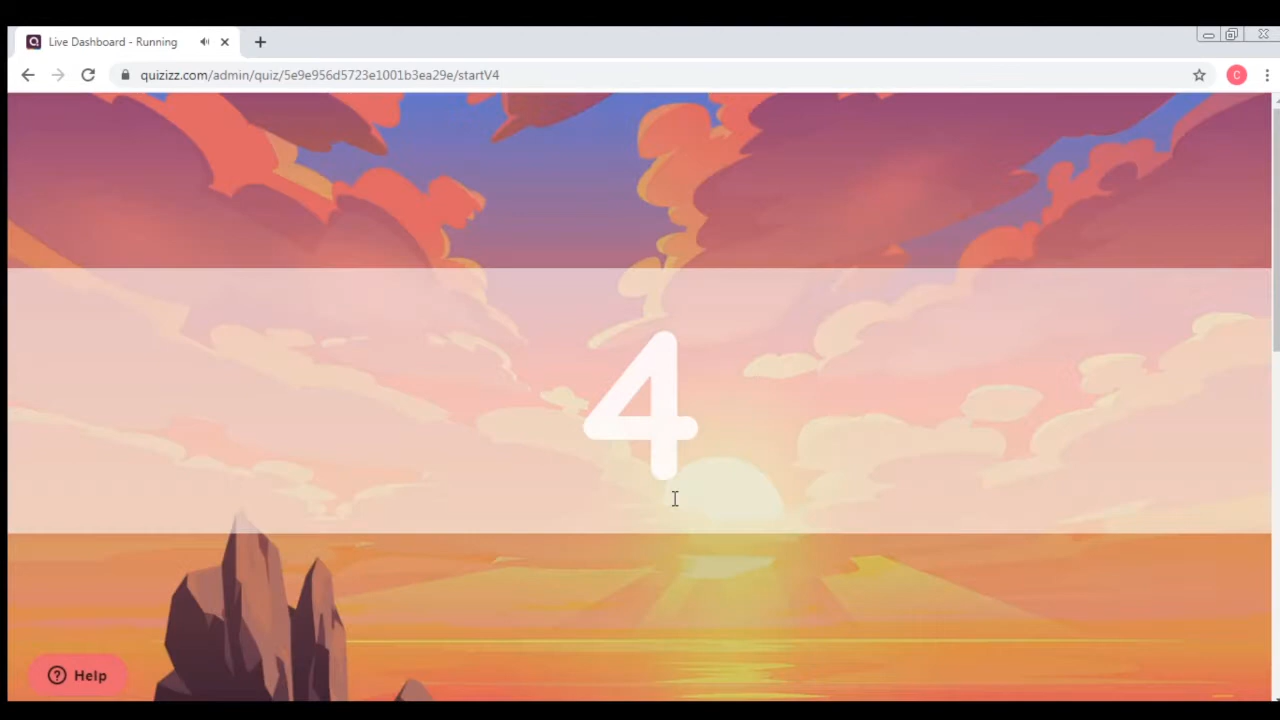 Live Dashboard - Running
quizizz.com/admin/quiz/5e9e956d5723e1001b3ea29e/startV4
C
4
? Help